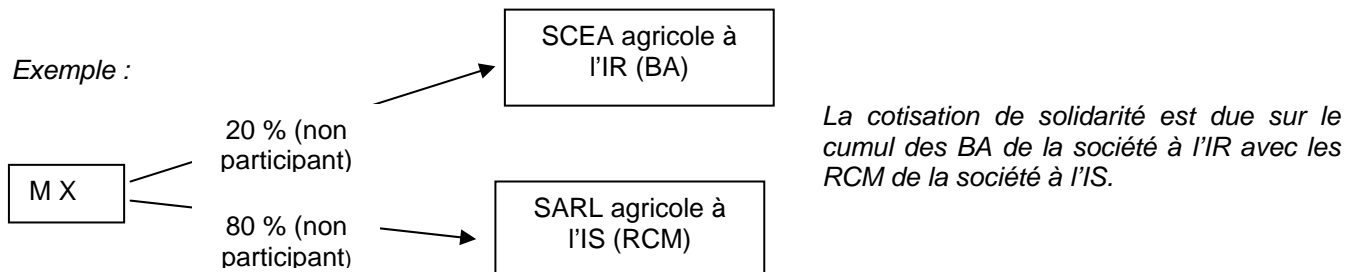 SCEA agricole à
l'IR (BA)
Exemple :
20 % (non
participant)
M X
80 % (non
participant)
SARL agricole à
l'IS (RCM)
La cotisation de solidarité est due sur le
cumul des BA de la société à l'IR avec les
RCM de la société à l'IS.